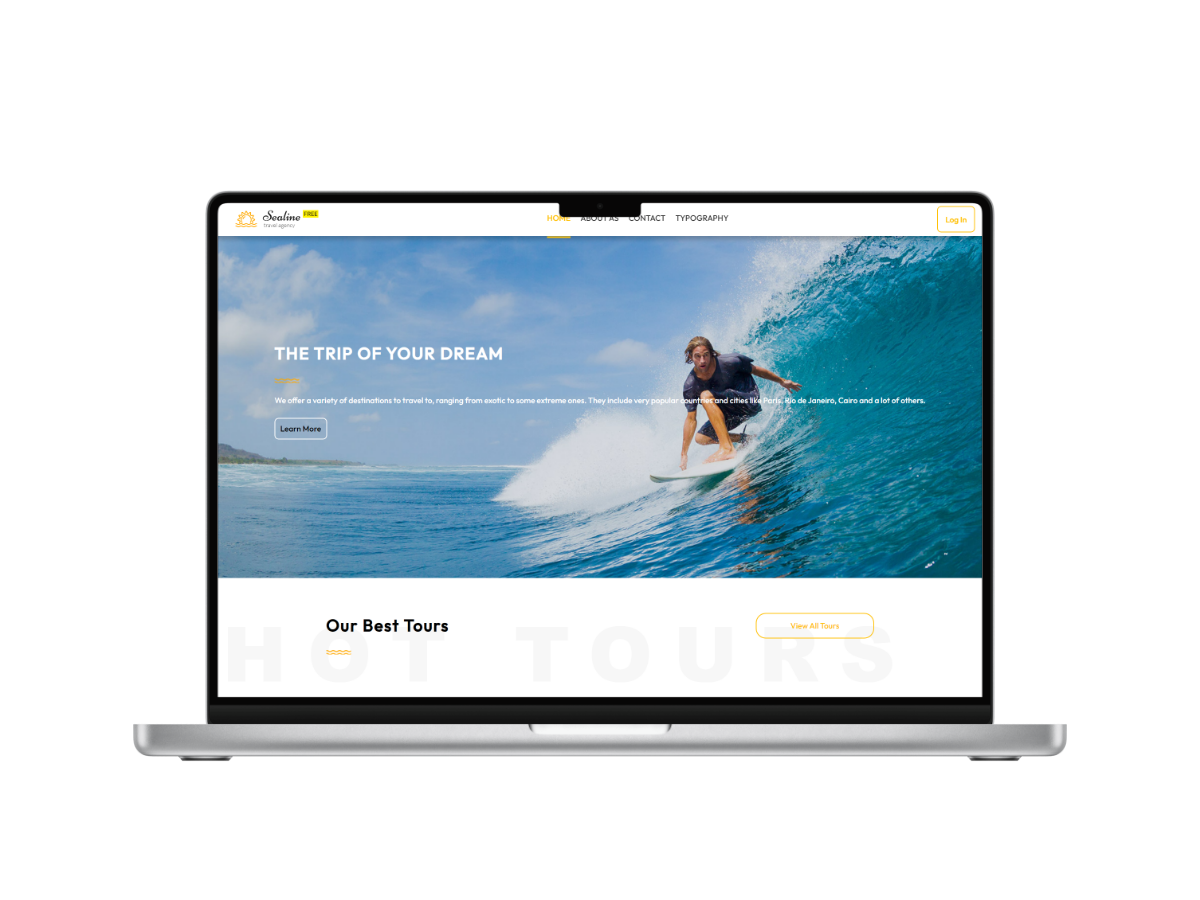 Sealine FREE
travel agency
HOME ABOUT AS CONTACT TYPOGRAPHY
Log In
THE TRIP OF YOUR DREAM
We offer a variety of destinations to travel to, ranging from exotic to some extreme ones. They include very popular countries and cities like Paris, Rio de Janeiro, Cairo and a lot of others.
Learn More
Our Best Tours
View All Tours
HOT TOURS